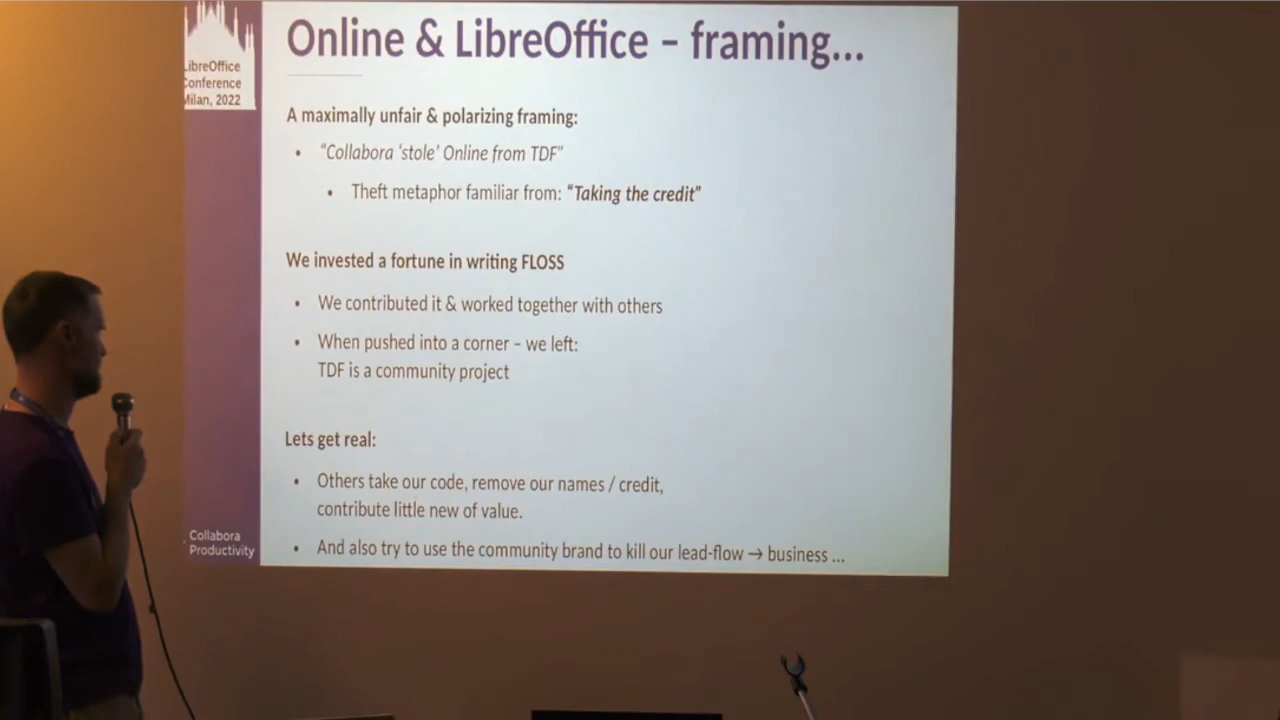 LibreOffice
Conference
Milan, 2022
Online & LibreOffice – framing...
A maximally unfair & polarizing framing:
• “Collabora ‘stole’ Online from TDF”
• Theft metaphor familiar from: “Taking the credit”
We invested a fortune in writing FLOSS
• We contributed it & worked together with others
• When pushed into a corner – we left:
TDF is a community project
Lets get real:
• Others take our code, remove our names / credit,
contribute little new of value.
• And also try to use the community brand to kill our lead-flow → business ...
Collabora
Productivity